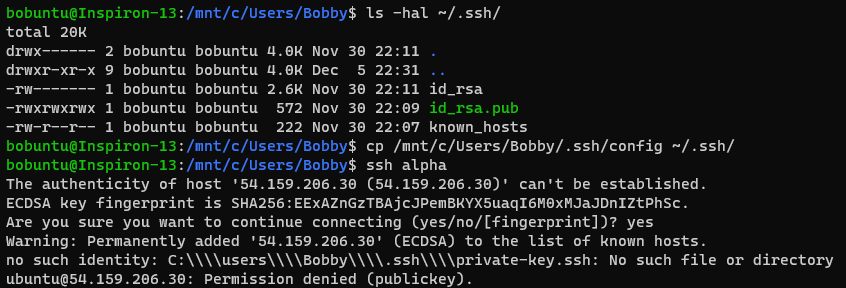 bobuntu@Inspiron-13:/mnt/c/Users/Bobby$ ls -hal ~/.ssh/
total 20K
drwx------ 2 bobuntu bobuntu 4.0K Nov 30 22:11 .
drwxr-xr-x 9 bobuntu bobuntu 4.0K Dec  5 22:31 ..
-rw------- 1 bobuntu bobuntu 2.6K Nov 30 22:11 id_rsa
-rwxrwxrwx 1 bobuntu bobuntu  572 Nov 30 22:09 id_rsa.pub
-rw-r--r-- 1 bobuntu bobuntu  222 Nov 30 22:07 known_hosts
bobuntu@Inspiron-13:/mnt/c/Users/Bobby$ cp /mnt/c/Users/Bobby/.ssh/config ~/.ssh/
bobuntu@Inspiron-13:/mnt/c/Users/Bobby$ ssh alpha
The authenticity of host '54.159.206.30 (54.159.206.30)' can't be established.
ECDSA key fingerprint is SHA256:EExAZnGzTBAjcJPemBKYX5uaqI6M0xMJaJDnIZtPhSc.
Are you sure you want to continue connecting (yes/no/[fingerprint])? yes
Warning: Permanently added '54.159.206.30' (ECDSA) to the list of known hosts.
no such identity: C:\\\\users\\\\Bobby\\\\.ssh\\\\private-key.ssh: No such file or directory
ubuntu@54.159.206.30: Permission denied (publickey).